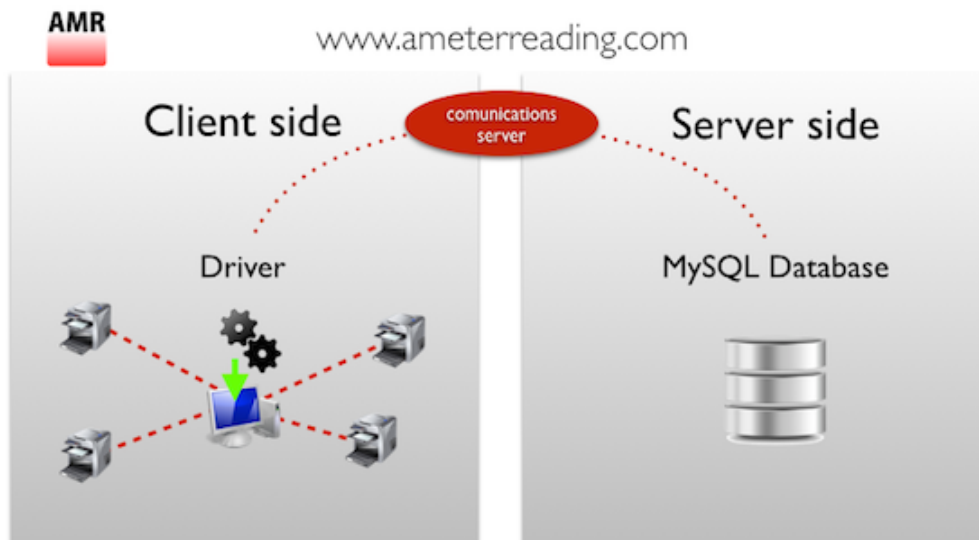 AMR
www.ameterreading.com
Client side
comunications
server
Server side
Driver
MySQL Database